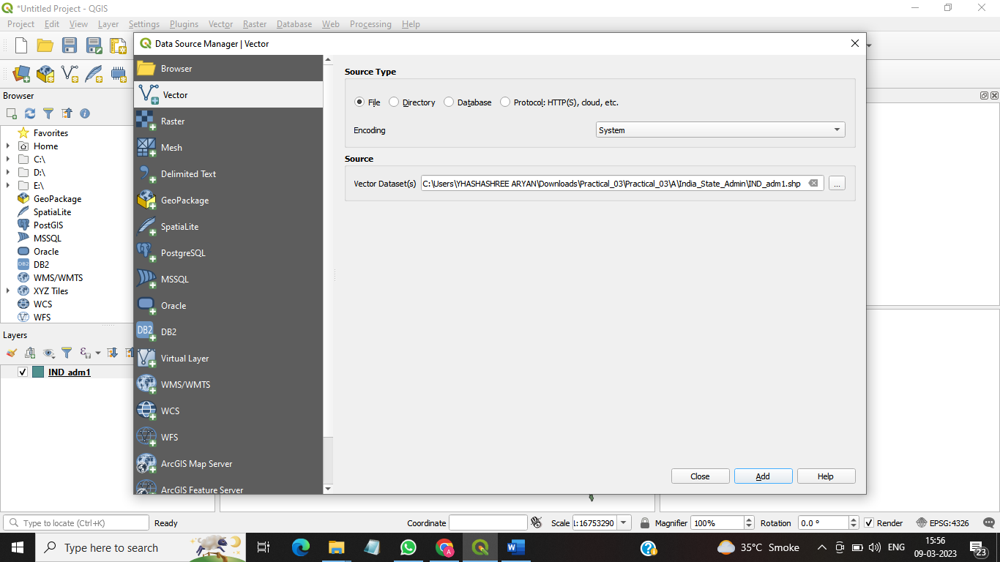 *Untitled Project - QGIS
Project Edit View Layer Settings Plugins Vector Raster Database Web Processing Help
Data Source Manager | Vector
Browser
Favorites
Home
C:\
D:\
E:\
GeoPackage
SpatiaLite
PostGIS
MSSQL
Oracle
DB2
DB2
WMS/WMTS
XYZ Tiles
WCS
WFS
Layers
IND_adm1
Browser
Vector
Raster
Mesh
Delimited Text
GeoPackage
SpatiaLite
PostgreSQL
MSSQL
Oracle
DB2
DB2
Virtual Layer
WMS/WMTS
WCS
WFS
ArcGIS Map Server
ArcGIS Feature Server
Source Type
File Directory Database Protocol: HTTP(S), cloud, etc.
Encoding System
Source
Vector Dataset(s) C:\Users\YHASHASHREE ARYAN\Downloads\Practical_03\Practical_03\A\India_State_Admin\IND_adm1.shp ...
Close Add Help
Type to locate (Ctrl+K) Ready Coordinate Scale 1:16753290 Magnifier 100% Rotation 0.0 ° Render EPSG:4326
Type here to search
A
W
?
35°C Smoke
ENG
15:56
09-03-2023
23